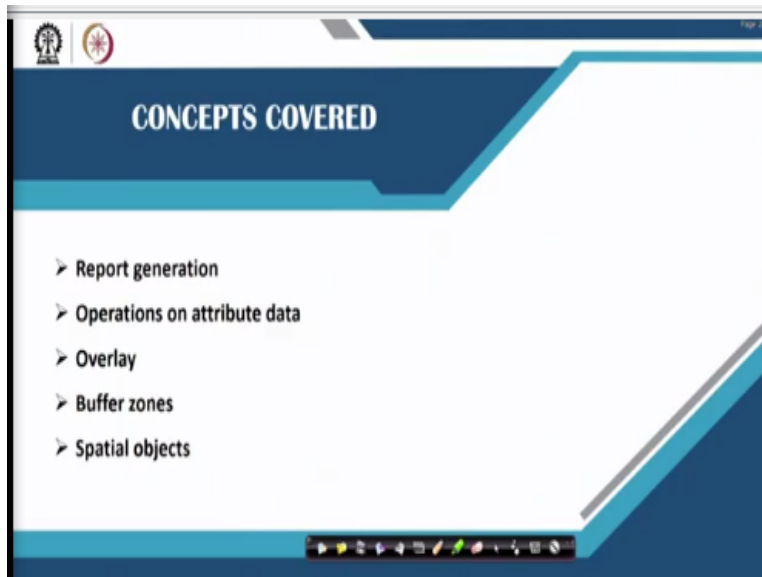 CONCEPTS COVERED
➢ Report generation
➢ Operations on attribute data
➢ Overlay
➢ Buffer zones
➢ Spatial objects